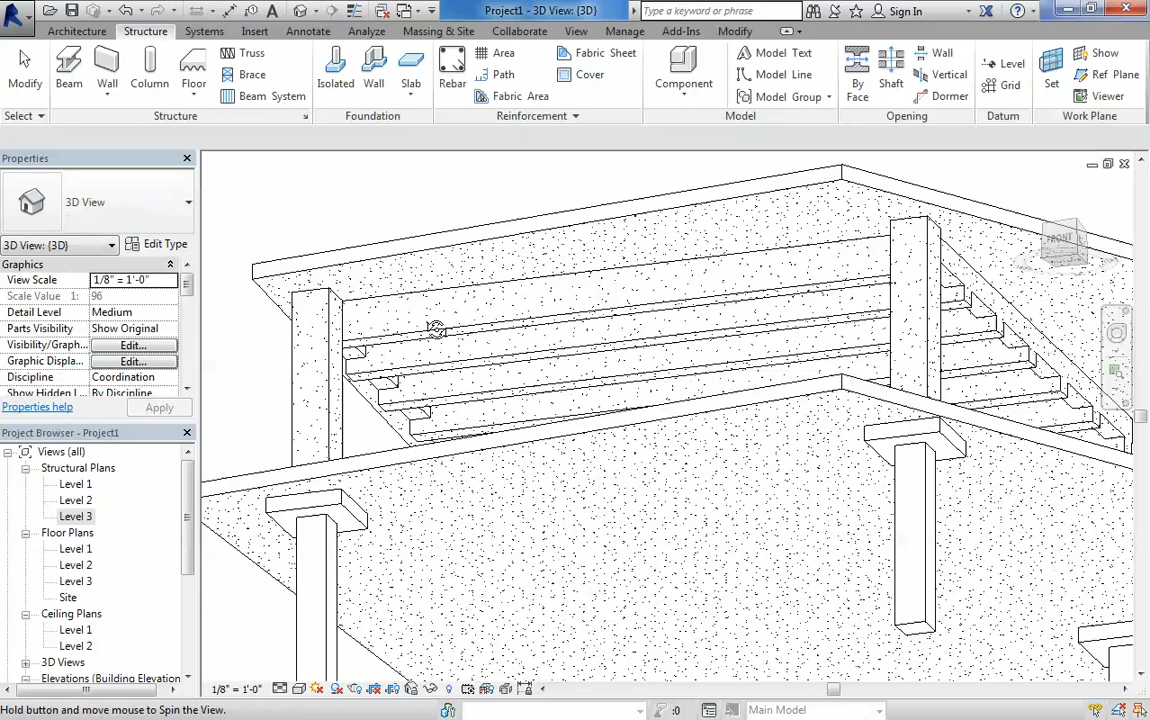 Project1 - 3D View: {3D}
Type a keyword or phrase
Sign In
Architecture
Structure
Systems
Insert
Annotate
Analyze
Massing & Site
Collaborate
View
Manage
Add-Ins
Modify
Modify
Beam
Wall
Column
Floor
Truss
Brace
Beam System
Isolated
Wall
Slab
Rebar
Area
Path
Fabric Area
Fabric Sheet
Cover
Component
Model Text
Model Line
Model Group
By
Face
Shaft
Wall
Vertical
Dormer
Level
Grid
Set
Show
Ref Plane
Viewer
Select
Structure
Foundation
Reinforcement
Model
Opening
Datum
Work Plane
Properties
3D View
3D View: {3D}
Edit Type
Graphics
View Scale 1/8" = 1'-0"
Scale Value 1: 96
Detail Level Medium
Parts Visibility Show Original
Visibility/Graph... Edit...
Graphic Displa... Edit...
Discipline Coordination
Show Hidden L... By Discipline
Properties help
Apply
Project Browser - Project1
Views (all)
Structural Plans
Level 1
Level 2
Level 3
Floor Plans
Level 1
Level 2
Level 3
Site
Ceiling Plans
Level 1
Level 2
3D Views
Elevations (Building Elevation
FRONT
1/8" = 1'-0"
Hold button and move mouse to Spin the View.
:0
Main Model